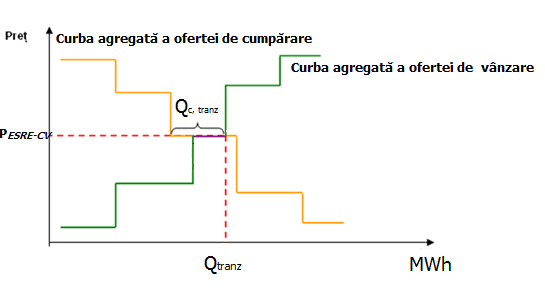 Preț
Curba agregată a ofertei de cumpărare
Curba agregată a ofertei de vânzare
Qc, tranz
PESRE-CV
Qtranz
MWh